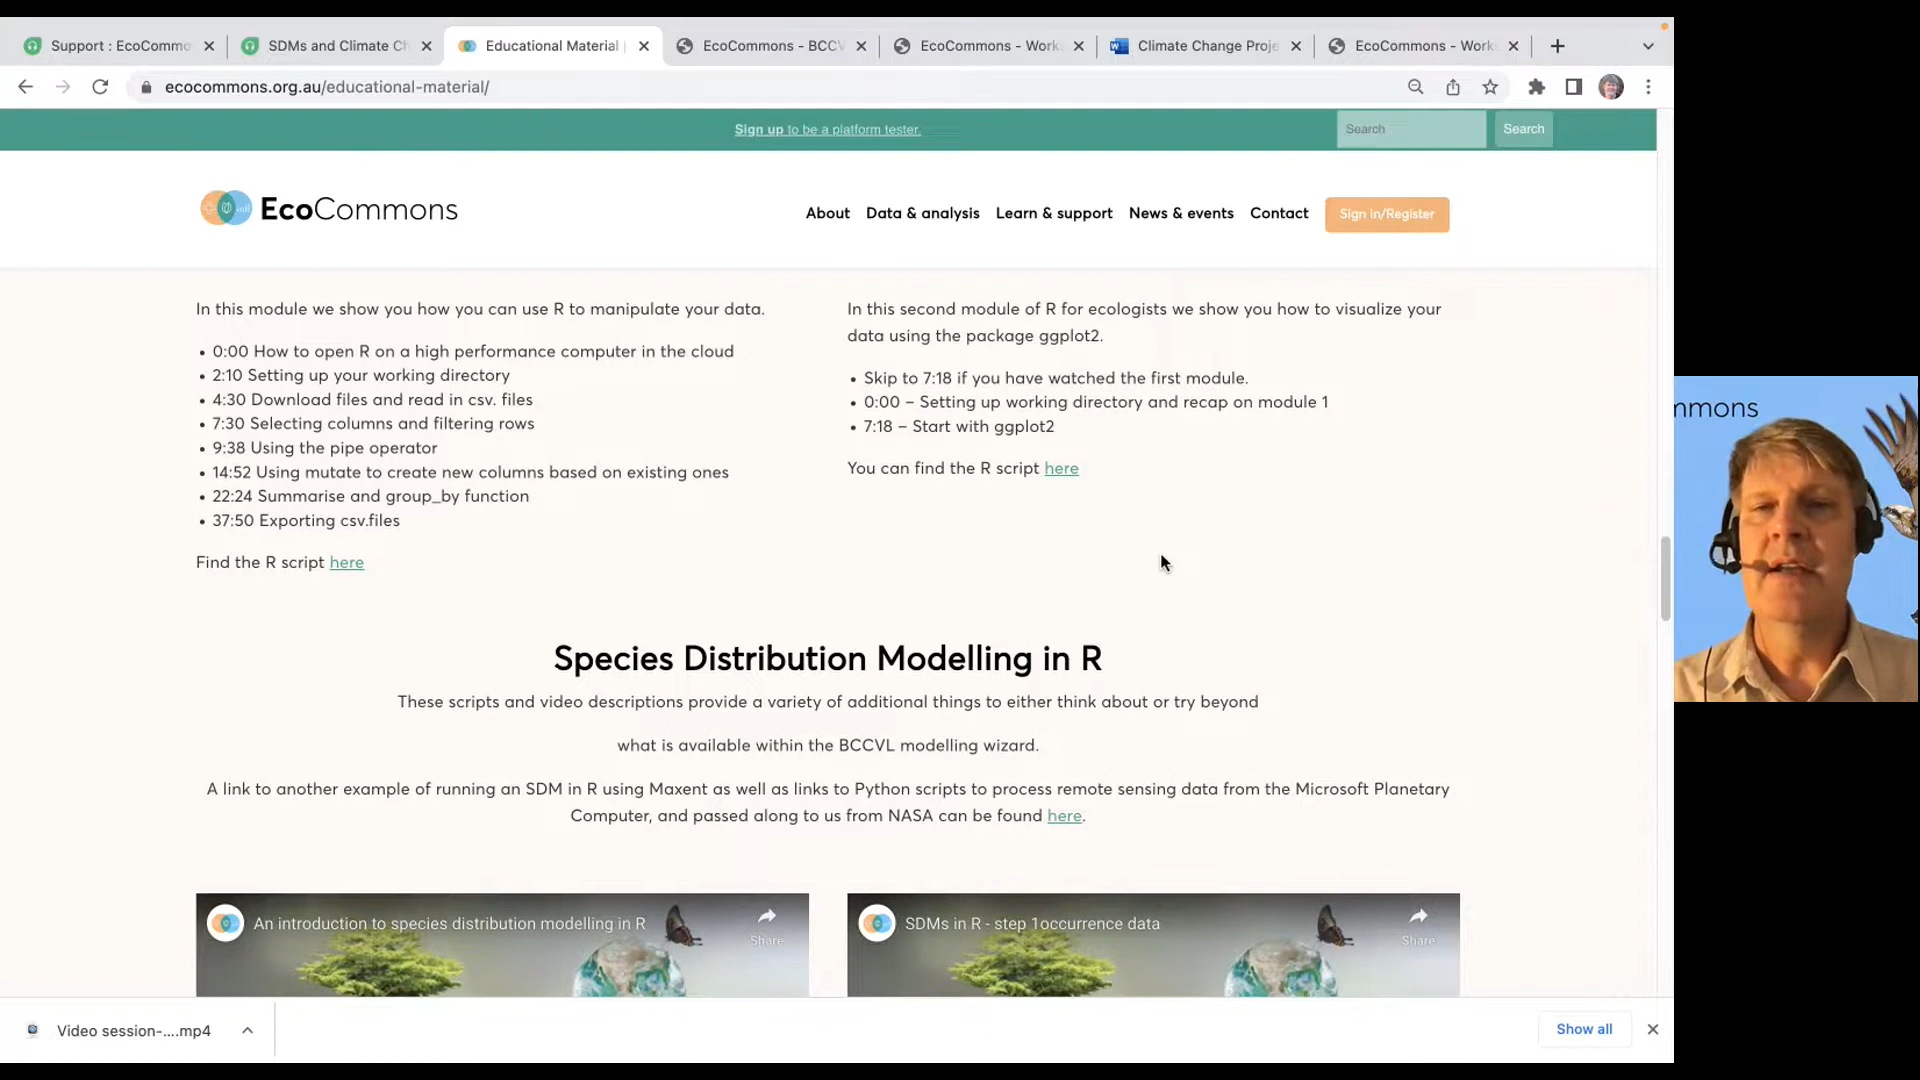 Support : EcoCommo
SDMs and Climate Ch
Educational Material
EcoCommons - BCCV
EcoCommons - Work
Climate Change Proje
EcoCommons - Work
ecocommons.org.au/educational-material/
Sign up to be a platform tester.
Search
Search
EcoCommons
About
Data & analysis
Learn & support
News & events
Contact
Sign in/Register
In this module we show you how you can use R to manipulate your data.
• 0:00 How to open R on a high performance computer in the cloud
• 2:10 Setting up your working directory
• 4:30 Download files and read in csv. files
• 7:30 Selecting columns and filtering rows
• 9:38 Using the pipe operator
• 14:52 Using mutate to create new columns based on existing ones
• 22:24 Summarise and group_by function
• 37:50 Exporting csv.files
Find the R script here
In this second module of R for ecologists we show you how to visualize your
data using the package ggplot2.
• Skip to 7:18 if you have watched the first module.
• 0:00 – Setting up working directory and recap on module 1
• 7:18 – Start with ggplot2
You can find the R script here
mmons
Species Distribution Modelling in R
These scripts and video descriptions provide a variety of additional things to either think about or try beyond
what is available within the BCCVL modelling wizard.
A link to another example of running an SDM in R using Maxent as well as links to Python scripts to process remote sensing data from the Microsoft Planetary
Computer, and passed along to us from NASA can be found here.
An introduction to species distribution modelling in R
Share
SDMs in R - step 1occurrence data
Share
Video session-....mp4
Show all